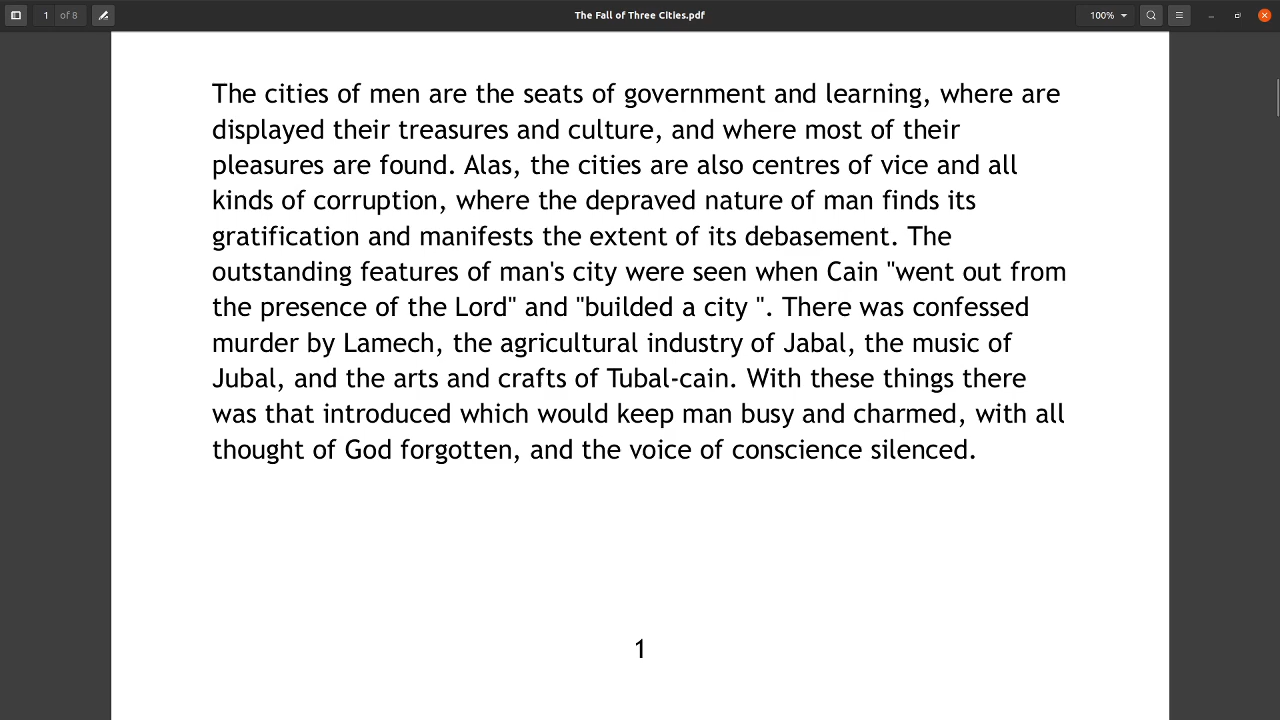 1 of 8
The Fall of Three Cities.pdf
100%
The cities of men are the seats of government and learning, where are
displayed their treasures and culture, and where most of their
pleasures are found. Alas, the cities are also centres of vice and all
kinds of corruption, where the depraved nature of man finds its
gratification and manifests the extent of its debasement. The
outstanding features of man's city were seen when Cain "went out from
the presence of the Lord" and "builded a city ". There was confessed
murder by Lamech, the agricultural industry of Jabal, the music of
Jubal, and the arts and crafts of Tubal-cain. With these things there
was that introduced which would keep man busy and charmed, with all
thought of God forgotten, and the voice of conscience silenced.
1